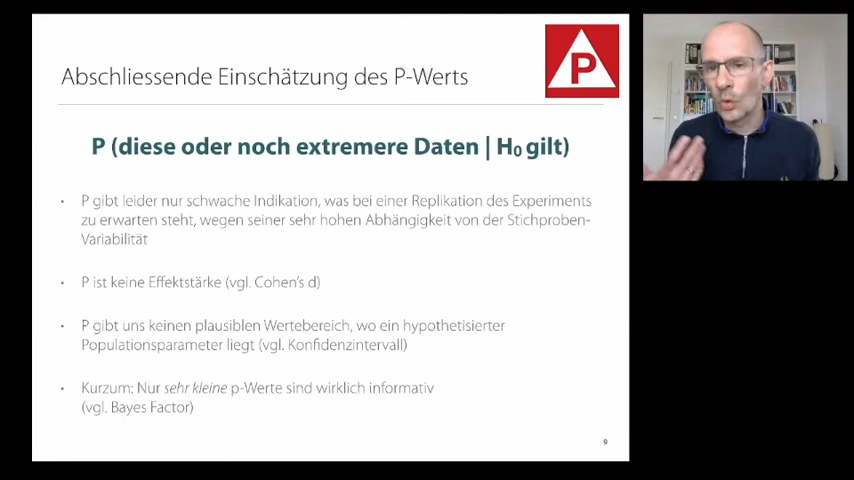 Abschliessende Einschätzung des P-Werts
P
P (diese oder noch extremere Daten | H₀ gilt)
• P gibt leider nur schwache Indikation, was bei einer Replikation des Experiments
zu erwarten steht, wegen seiner sehr hohen Abhängigkeit von der Stichproben-
Variabilität
• P ist keine Effektstärke (vgl. Cohen's d)
• P gibt uns keinen plausiblen Wertebereich, wo ein hypothetisierter
Populationsparameter liegt (vgl. Konfidenzintervall)
• Kurzum: Nur sehr kleine p-Werte sind wirklich informativ
(vgl. Bayes Factor)
9